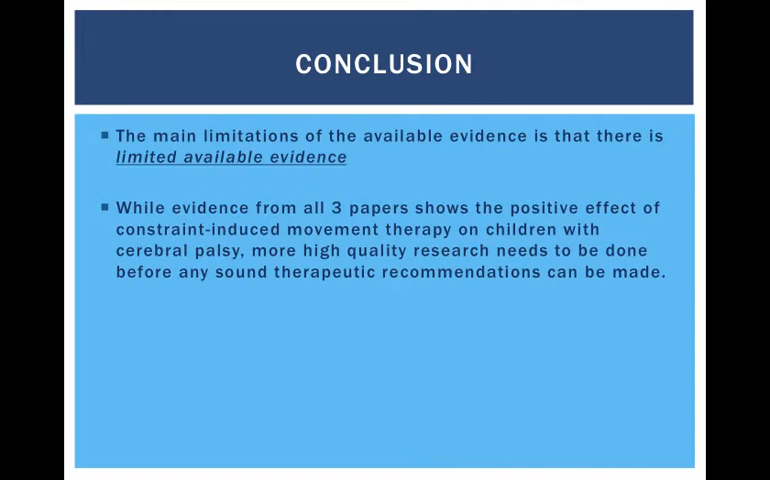 CONCLUSION
The main limitations of the available evidence is that there is
limited available evidence
While evidence from all 3 papers shows the positive effect of
constraint-induced movement therapy on children with
cerebral palsy, more high quality research needs to be done
before any sound therapeutic recommendations can be made.